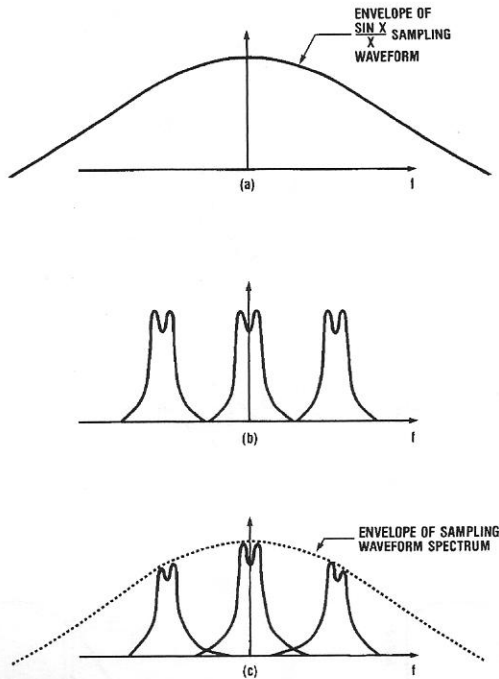 ENVELOPE OF
SIN X
X
SAMPLING
WAVEFORM
(a)
f
(b)
f
ENVELOPE OF SAMPLING
WAVEFORM SPECTRUM
(c)
f